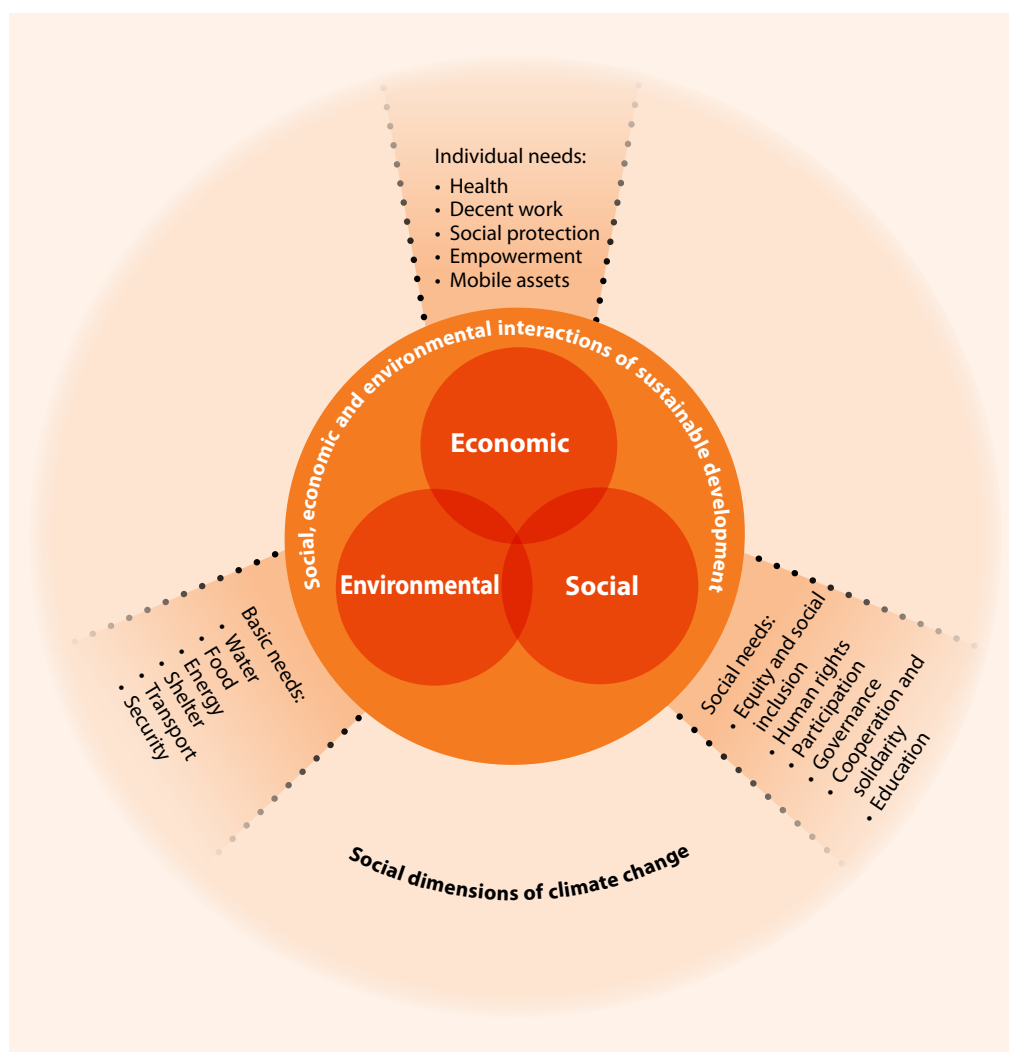 Individual needs:
• Health
• Decent work
• Social protection
• Empowerment
• Mobile assets
Social, economic and environmental interactions of sustainable development
Economic
Environmental
Social
Basic needs:
• Water
• Food
• Energy
• Shelter
• Transport
• Security
Social needs:
• Equity and social
inclusion
• Human rights
• Participation
• Governance
• Cooperation and
solidarity
• Education
Social dimensions of climate change